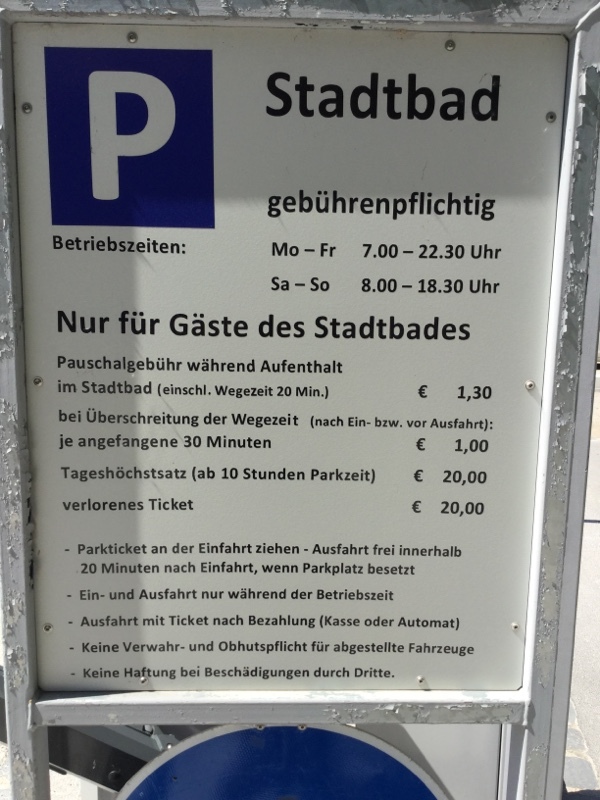 P Stadtbad
gebührenpflichtig
Betriebszeiten: Mo – Fr 7.00 – 22.30 Uhr
Sa – So 8.00 – 18.30 Uhr
Nur für Gäste des Stadtbades
Pauschalgebühr während Aufenthalt
im Stadtbad (einschl. Wegezeit 20 Min.) € 1,30
bei Überschreitung der Wegezeit (nach Ein- bzw. vor Ausfahrt):
je angefangene 30 Minuten € 1,00
Tageshöchstsatz (ab 10 Stunden Parkzeit) € 20,00
verlorenes Ticket € 20,00
- Parkticket an der Einfahrt ziehen - Ausfahrt frei innerhalb
20 Minuten nach Einfahrt, wenn Parkplatz besetzt
- Ein- und Ausfahrt nur während der Betriebszeit
- Ausfahrt mit Ticket nach Bezahlung (Kasse oder Automat)
- Keine Verwahr- und Obhutspflicht für abgestellte Fahrzeuge
- Keine Haftung bei Beschädigungen durch Dritte.